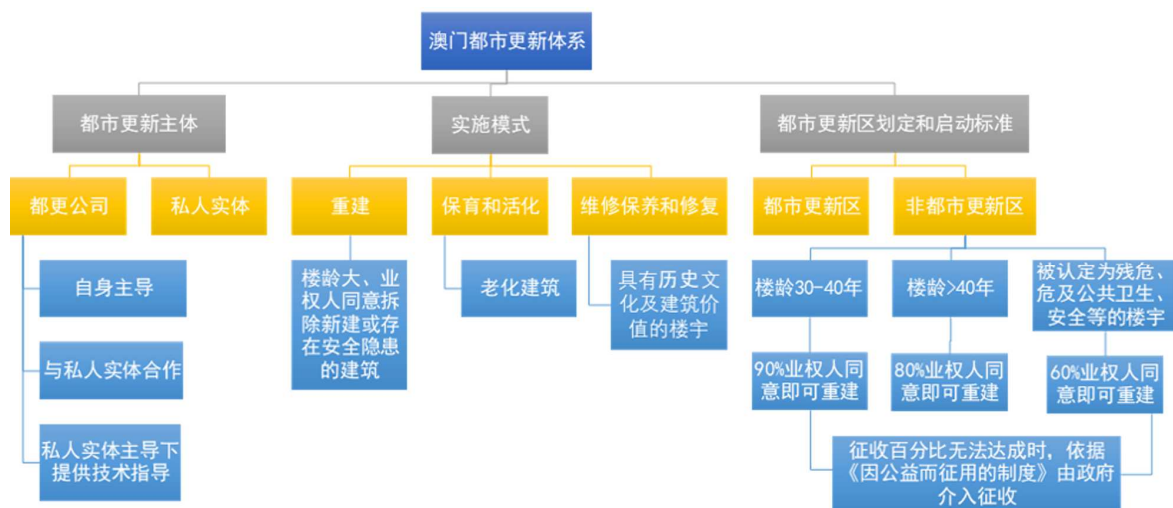 澳门都市更新体系
都市更新主体
实施模式
都市更新区划定和启动标准
都更公司
私人实体
重建
保育和活化
维修保养和修复
都市更新区
非都市更新区
自身主导
与私人实体合作
私人实体主导下
提供技术指导
楼龄大、业
权人同意拆
除新建或存
在安全隐患
的建筑
老化建筑
具有历史文
化及建筑价
值的楼宇
楼龄30-40年
楼龄>40年
被认定为残危、
危及公共卫生、
安全等的楼宇
90%业权人同
意即可重建
80%业权人同
意即可重建
60%业权人同
意即可重建
征收百分比无法达成时，依据
《因公益而征用的制度》由政府
介入征收